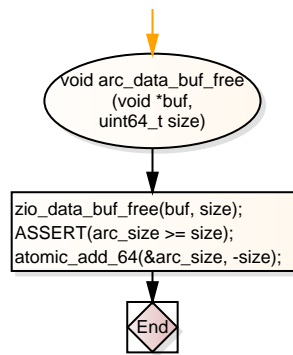 void arc_data_buf_free
(void *buf,
uint64_t size)
zio_data_buf_free(buf, size);
ASSERT(arc_size >= size);
atomic_add_64(&arc_size, -size);
End